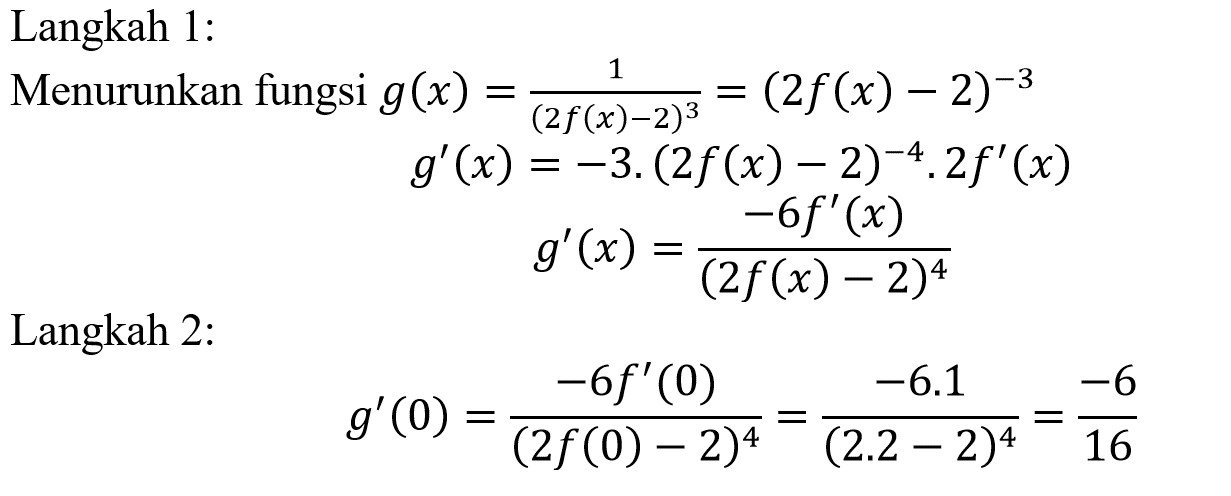 Langkah 1:
Menurunkan fungsi g(x) = 1/(2f(x)−2)³ = (2f(x) − 2)⁻³
g′(x) = −3. (2f(x) − 2)⁻⁴. 2f′(x)
g′(x) = −6f′(x)/(2f(x) − 2)⁴
Langkah 2:
g′(0) = −6f′(0)/(2f(0) − 2)⁴ = −6.1/(2.2 − 2)⁴ = −6/16